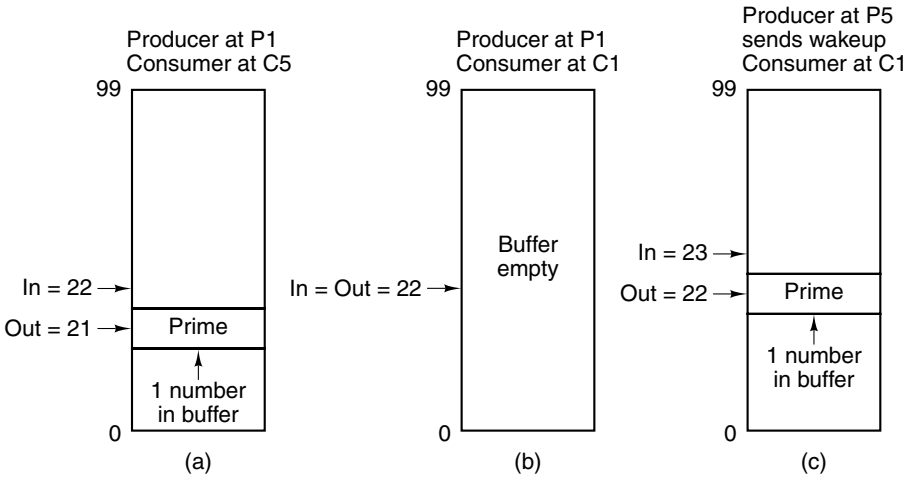 Producer at P1
Consumer at C5
99
In = 22
Out = 21
Prime
1 number
in buffer
0
(a)
Producer at P1
Consumer at C1
99
Buffer
empty
In = Out = 22
0
(b)
Producer at P5
sends wakeup
Consumer at C1
99
In = 23
Out = 22
Prime
1 number
in buffer
0
(c)